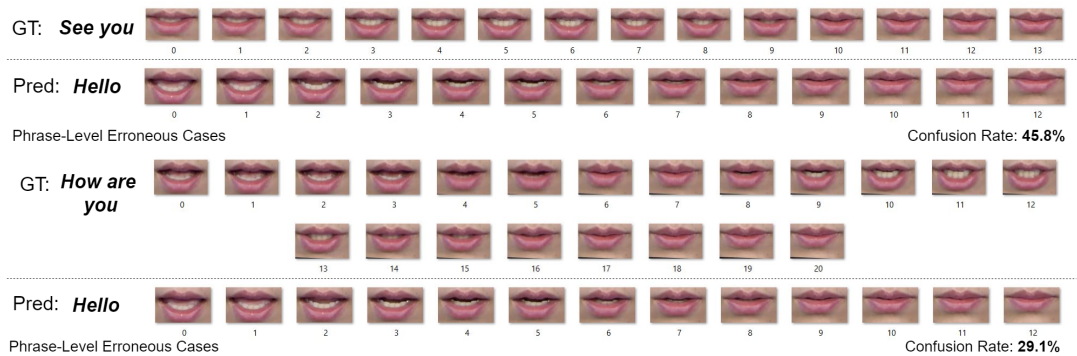 GT: See you
0 1 2 3 4 5 6 7 8 9 10 11 12 13
Pred: Hello
0 1 2 3 4 5 6 7 8 9 10 11 12
Phrase-Level Erroneous Cases Confusion Rate: 45.8%
GT: How are
you
0 1 2 3 4 5 6 7 8 9 10 11 12
13 14 15 16 17 18 19 20
Pred: Hello
0 1 2 3 4 5 6 7 8 9 10 11 12
Phrase-Level Erroneous Cases Confusion Rate: 29.1%